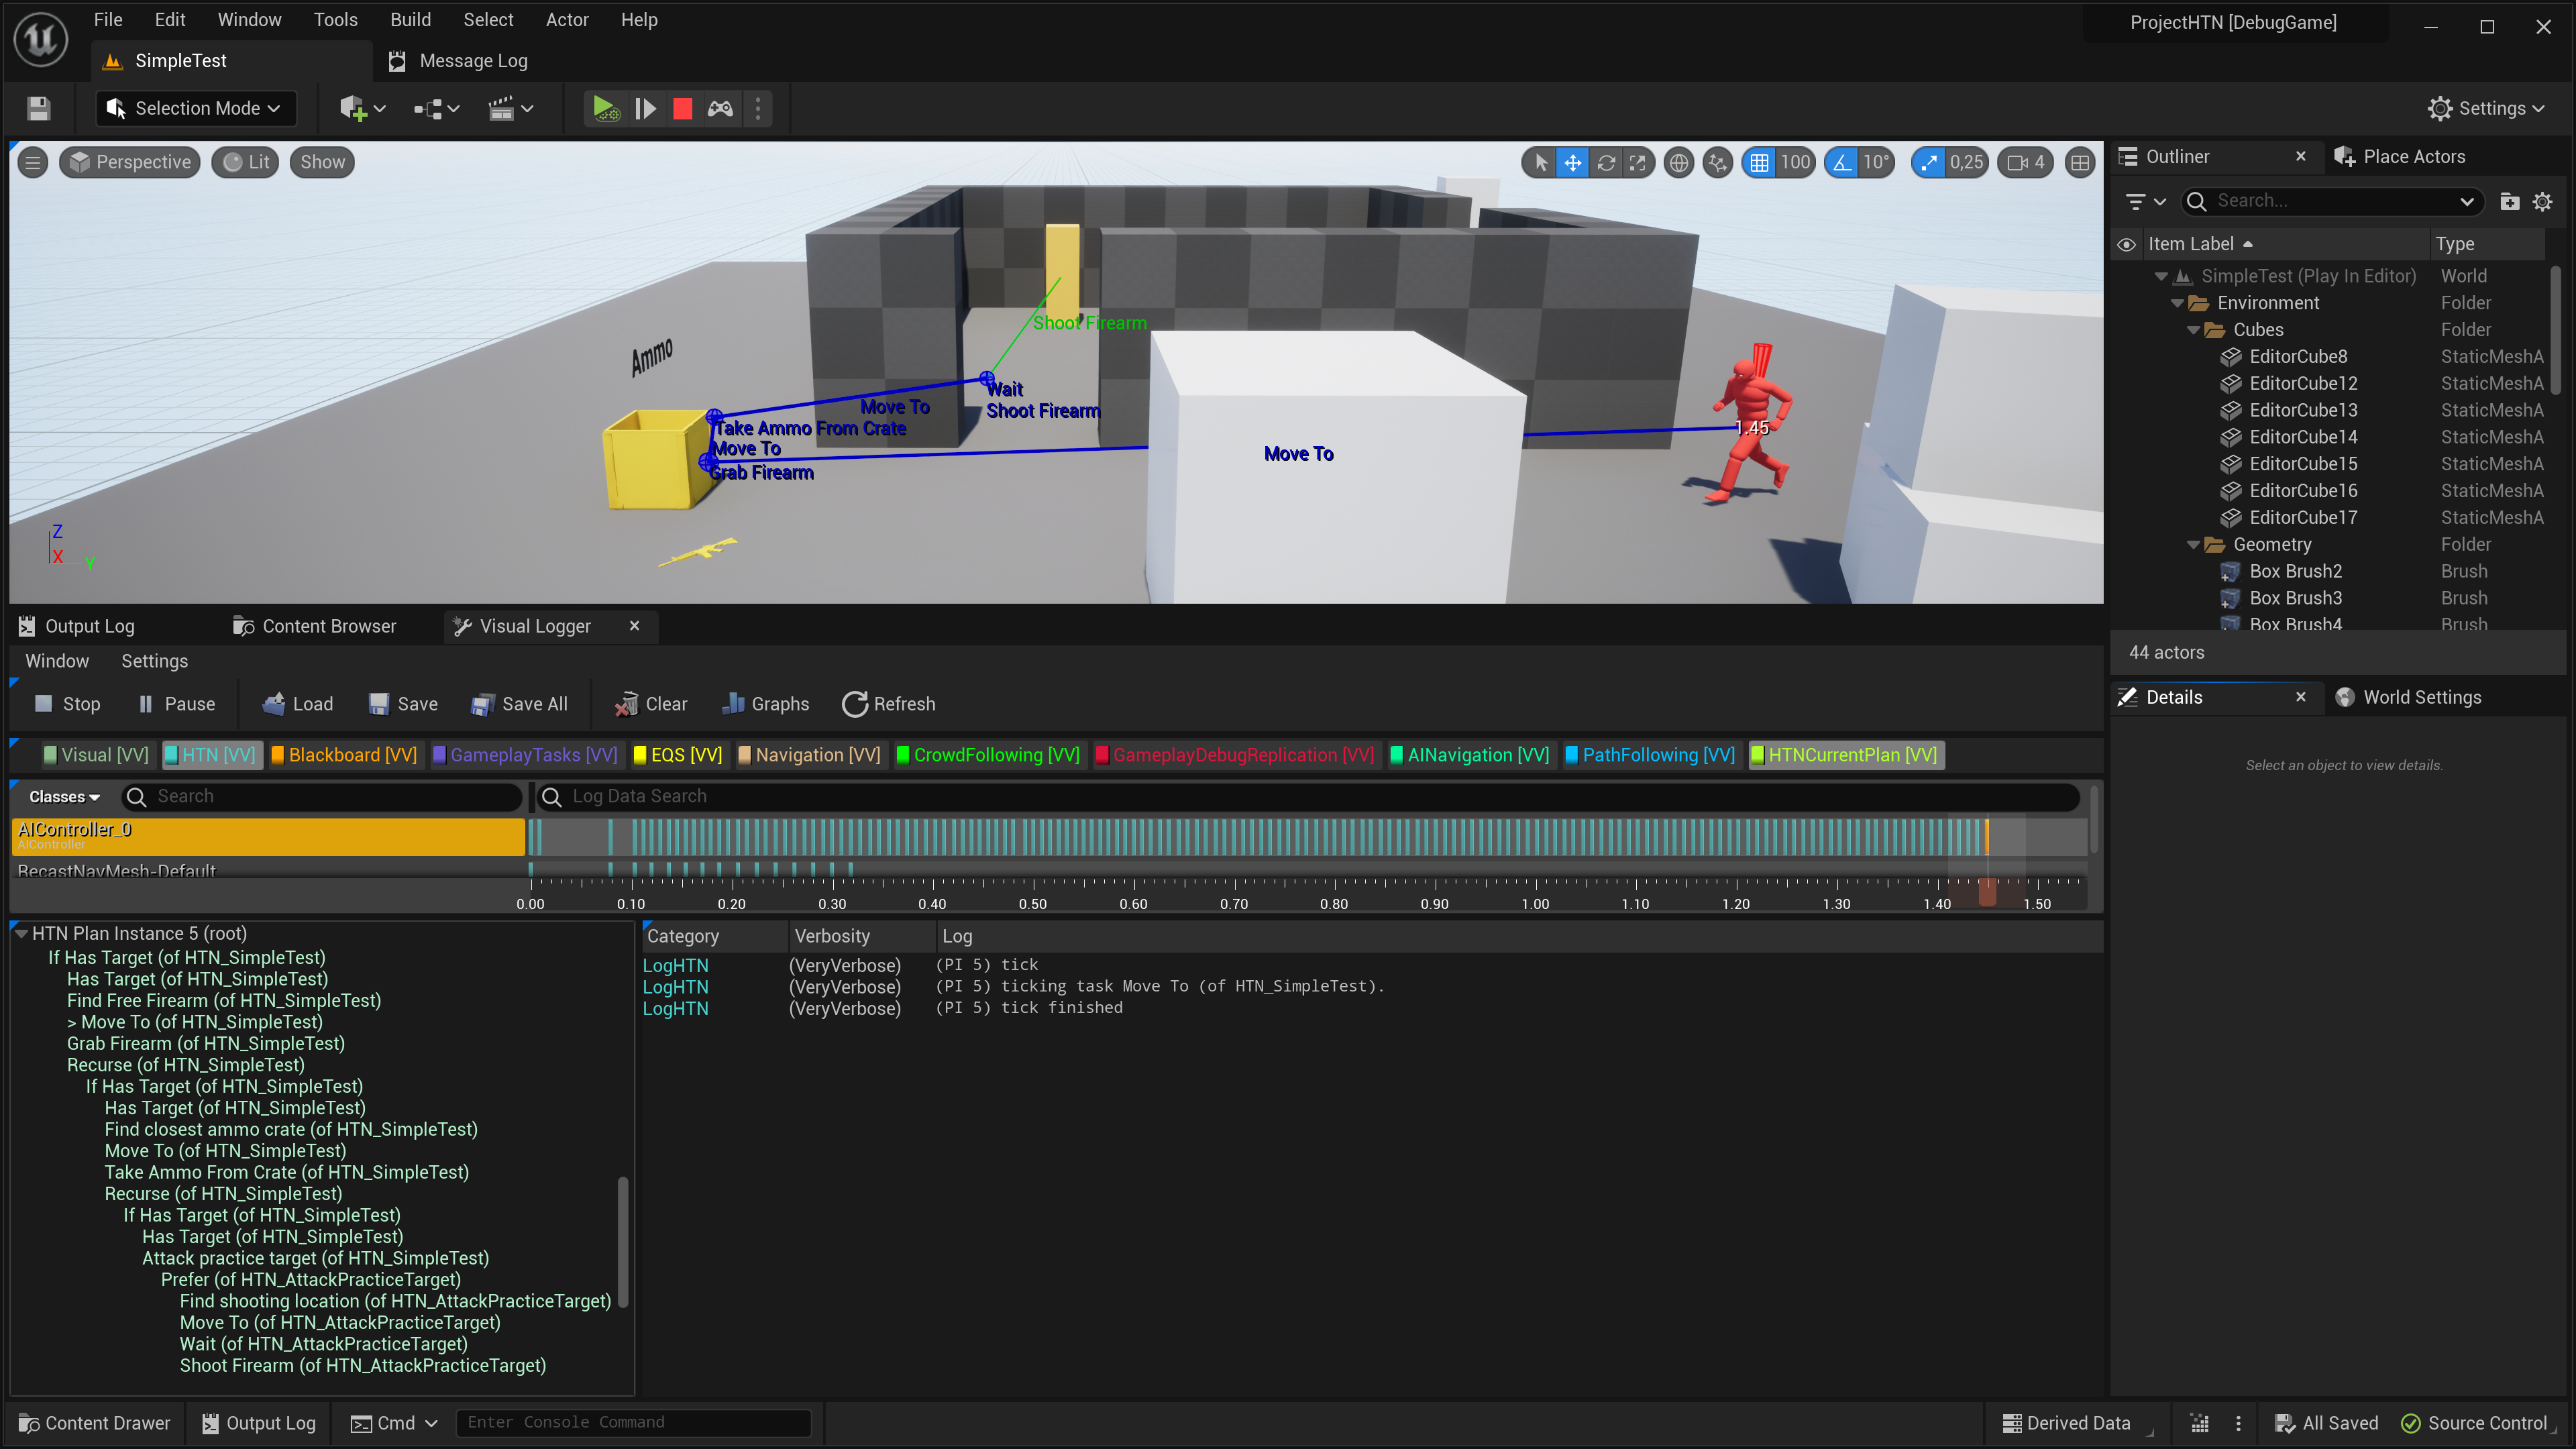 File Edit Window Tools Build Select Actor Help
ProjectHTN [DebugGame]
SimpleTest
Message Log
Selection Mode
Settings
Perspective Lit Show
100 10° 0,25 4
Ammo
Shoot Firearm
Wait
Move To
Shoot Firearm
Take Ammo From Crate
Move To
Grab Firearm
Move To
1.45
Z
X
Y
Outliner
Place Actors
Search...
Item Label Type
SimpleTest (Play In Editor) World
Environment Folder
Cubes Folder
EditorCube8 StaticMeshA
EditorCube12 StaticMeshA
EditorCube13 StaticMeshA
EditorCube14 StaticMeshA
EditorCube15 StaticMeshA
EditorCube16 StaticMeshA
EditorCube17 StaticMeshA
Geometry Folder
Box Brush2 Brush
Box Brush3 Brush
Box Brush4 Brush
44 actors
Details
World Settings
Select an object to view details.
Output Log
Content Browser
Visual Logger
Window Settings
Stop Pause Load Save Save All Clear Graphs Refresh
Visual [VV] HTN [VV] Blackboard [VV] GameplayTasks [VV] EQS [VV] Navigation [VV] CrowdFollowing [VV] GameplayDebugReplication [VV] AINavigation [VV] PathFollowing [VV] HTNCurrentPlan [VV]
Classes Search Log Data Search
AIController_0
AIController
RecastNavMesh-Default
0.00 0.10 0.20 0.30 0.40 0.50 0.60 0.70 0.80 0.90 1.00 1.10 1.20 1.30 1.40 1.50
HTN Plan Instance 5 (root)
If Has Target (of HTN_SimpleTest)
Has Target (of HTN_SimpleTest)
Find Free Firearm (of HTN_SimpleTest)
> Move To (of HTN_SimpleTest)
Grab Firearm (of HTN_SimpleTest)
Recurse (of HTN_SimpleTest)
If Has Target (of HTN_SimpleTest)
Has Target (of HTN_SimpleTest)
Find closest ammo crate (of HTN_SimpleTest)
Move To (of HTN_SimpleTest)
Take Ammo From Crate (of HTN_SimpleTest)
Recurse (of HTN_SimpleTest)
If Has Target (of HTN_SimpleTest)
Has Target (of HTN_SimpleTest)
Attack practice target (of HTN_SimpleTest)
Prefer (of HTN_AttackPracticeTarget)
Find shooting location (of HTN_AttackPracticeTarget)
Move To (of HTN_AttackPracticeTarget)
Wait (of HTN_AttackPracticeTarget)
Shoot Firearm (of HTN_AttackPracticeTarget)
Category Verbosity Log
LogHTN (VeryVerbose) (PI 5) tick
LogHTN (VeryVerbose) (PI 5) ticking task Move To (of HTN_SimpleTest).
LogHTN (VeryVerbose) (PI 5) tick finished
Content Drawer Output Log Cmd Enter Console Command
Derived Data All Saved Source Control